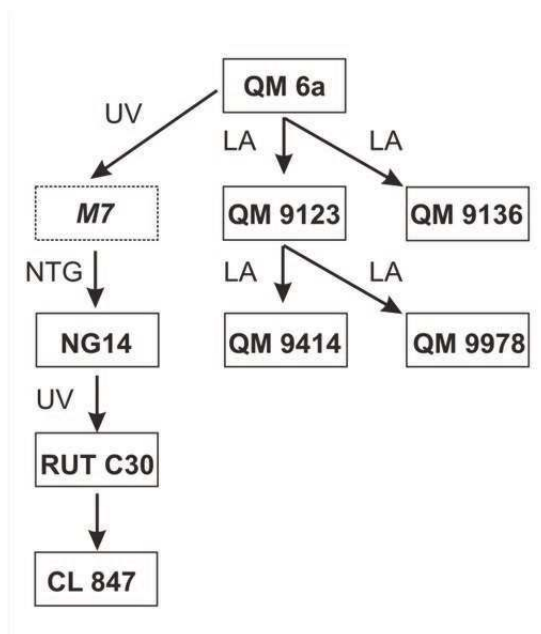 QM 6a
UV
LA
LA
M7
QM 9123
QM 9136
NTG
LA
LA
NG14
QM 9414
QM 9978
UV
RUT C30
CL 847